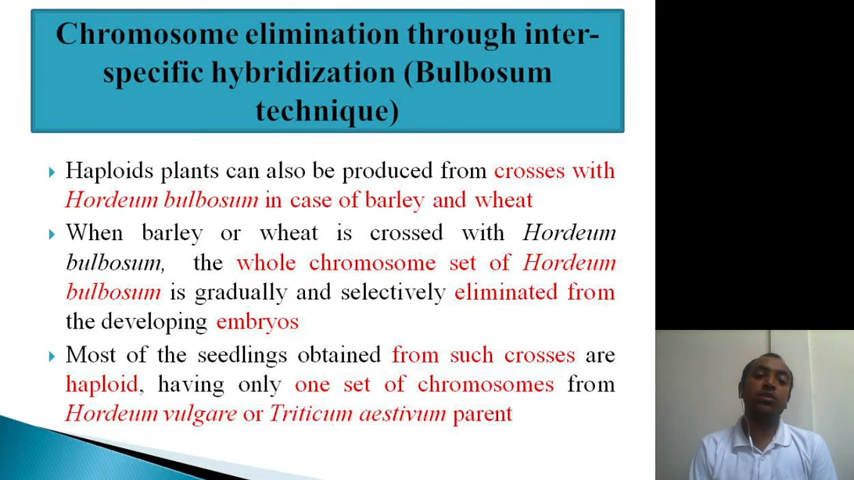 Chromosome elimination through inter-
specific hybridization (Bulbosum
technique)
Haploids plants can also be produced from crosses with
Hordeum bulbosum in case of barley and wheat
When barley or wheat is crossed with Hordeum
bulbosum, the whole chromosome set of Hordeum
bulbosum is gradually and selectively eliminated from
the developing embryos
Most of the seedlings obtained from such crosses are
haploid, having only one set of chromosomes from
Hordeum vulgare or Triticum aestivum parent